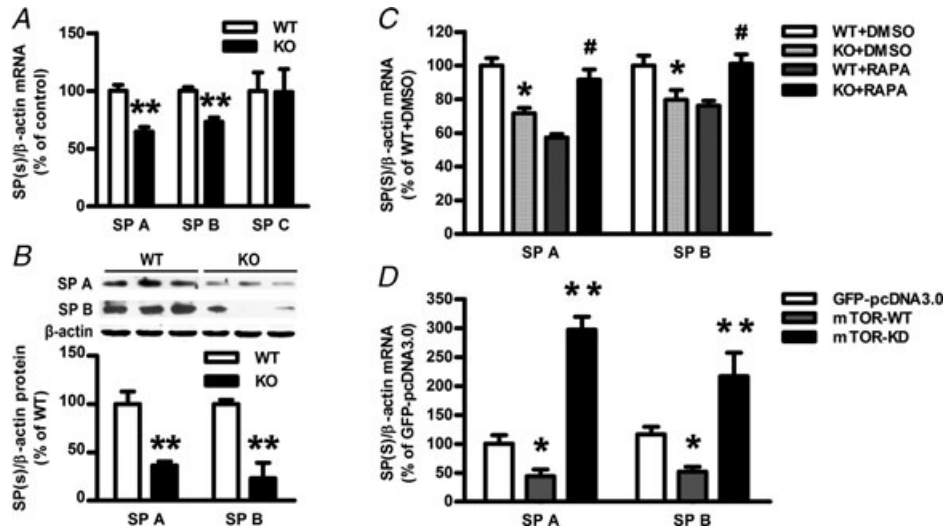 A
WT
KO
SP(s)/β-actin mRNA
(% of control)
150
100
50
0
**
**
SP A
SP B
SP C
B
WT
KO
SP A
SP B
β-actin
WT
KO
SP(s)/β-actin protein
(% of WT)
100
50
0
**
**
SP A
SP B
C
WT+DMSO
KO+DMSO
WT+RAPA
KO+RAPA
SP(S)/β-actin mRNA
(% of WT+DMSO)
120
100
80
60
40
20
0
*
#
*
#
SP A
SP B
D
GFP-pcDNA3.0
mTOR-WT
mTOR-KD
SP(S)/β-actin mRNA
(% of GFP-pcDNA3.0)
350
300
250
200
150
100
50
0
*
**
*
**
SP A
SP B